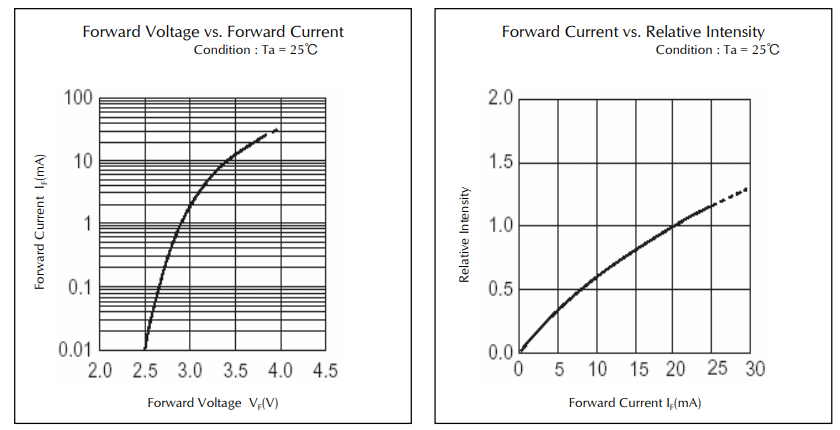 Forward Voltage vs. Forward Current
Condition : Ta = 25℃
100
10
1
0.1
0.01
Forward Current I_F(mA)
2.0 2.5 3.0 3.5 4.0 4.5
Forward Voltage V_F(V)
Forward Current vs. Relative Intensity
Condition : Ta = 25℃
2.0
1.5
1.0
0.5
0.0
Relative Intensity
0 5 10 15 20 25 30
Forward Current I_F(mA)